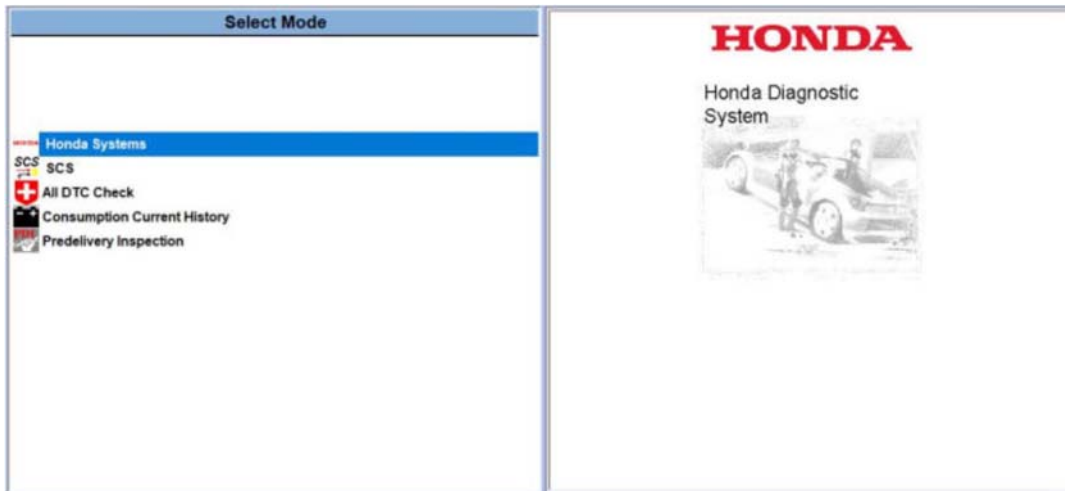 Select Mode
Honda Systems
SCS
SCS
All DTC Check
Consumption Current History
Predelivery Inspection
HONDA
Honda Diagnostic
System